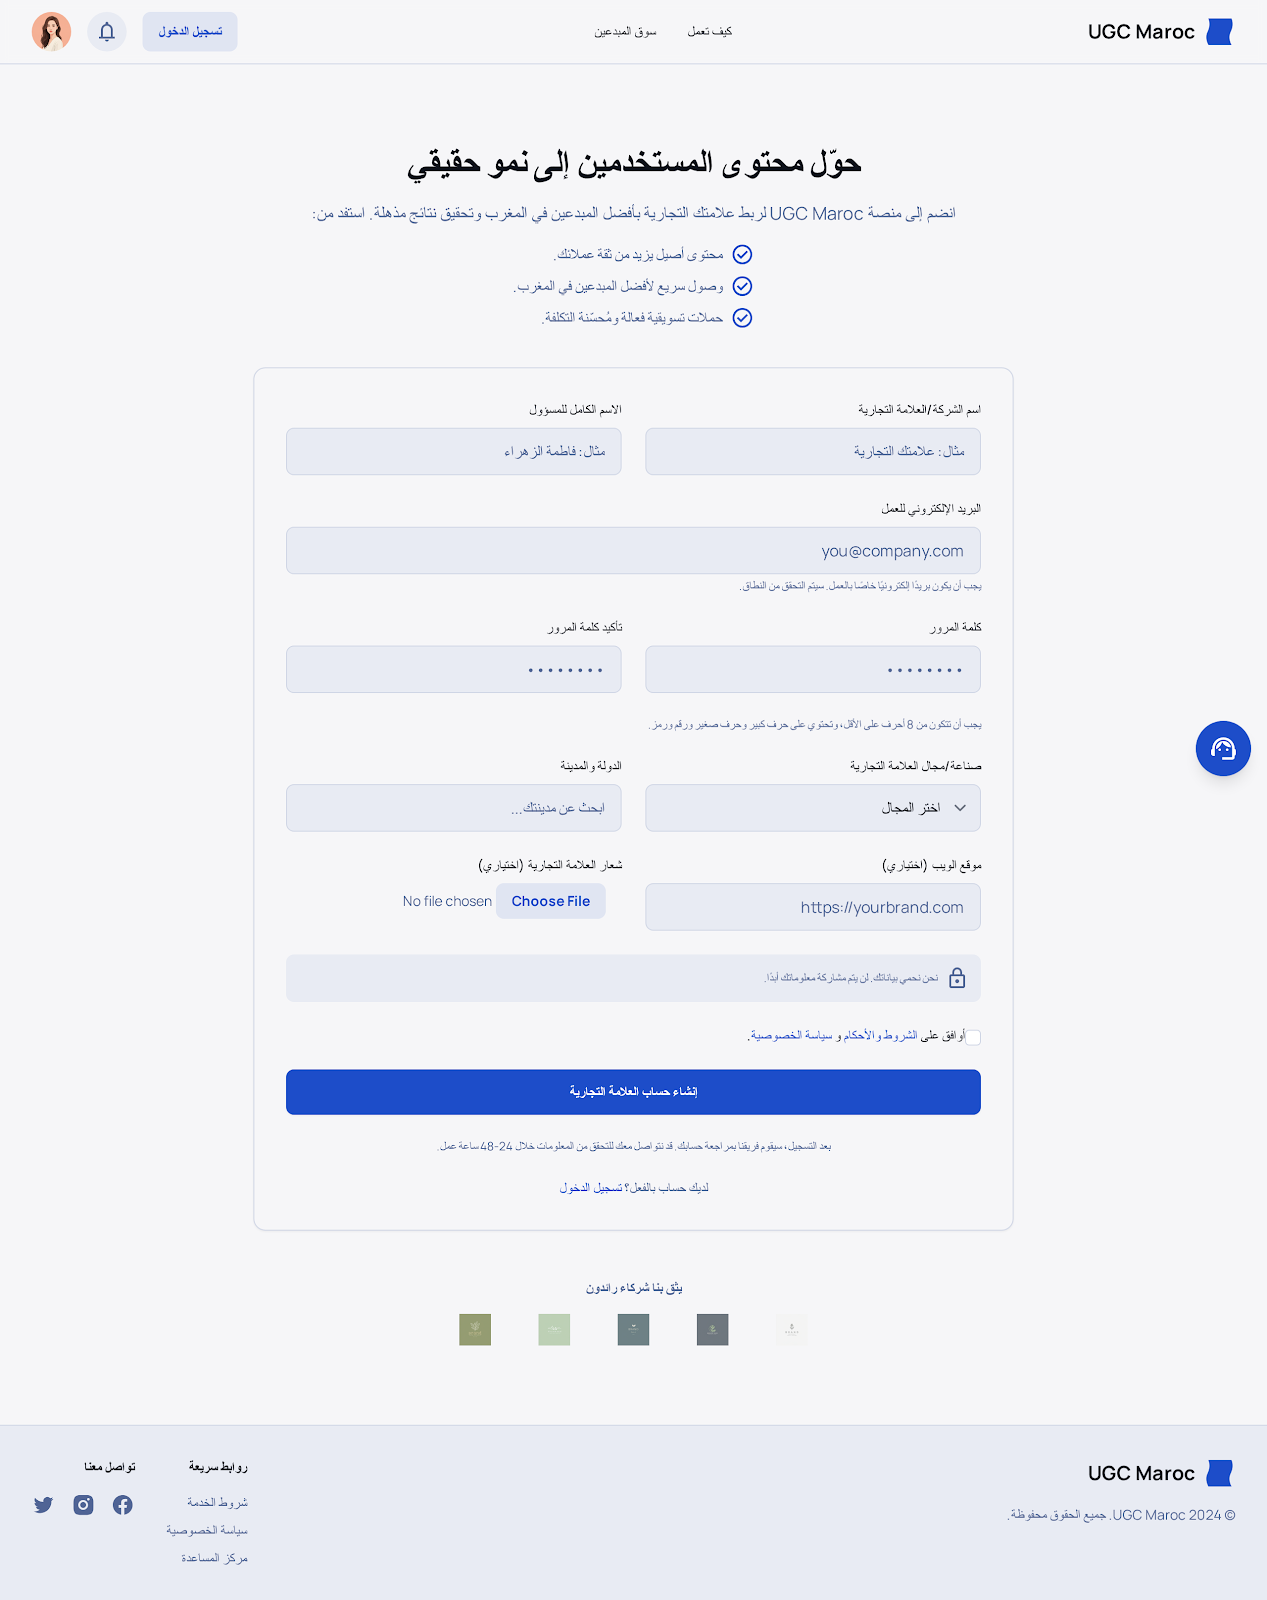 UGC Maroc
كيف تعمل
سوق المبدعين
تسجيل الدخول
حوّل محتوى المستخدمين إلى نمو حقيقي
انضم إلى منصة UGC Maroc لربط علامتك التجارية بأفضل المبدعين في المغرب وتحقيق نتائج مذهلة. استفد من:
محتوى أصيل يزيد من ثقة عملائك.
وصول سريع لأفضل المبدعين في المغرب.
حملات تسويقية فعالة ومُحسّنة التكلفة.
اسم الشركة/العلامة التجارية
الاسم الكامل للمسؤول
مثال: علامتك التجارية
مثال: فاطمة الزهراء
البريد الإلكتروني للعمل
you@company.com
يجب أن يكون بريدًا إلكترونيًا خاصًا بالعمل. سيتم التحقق من النطاق.
كلمة المرور
تأكيد كلمة المرور
••••••••
••••••••
يجب أن تتكون من 8 أحرف على الأقل، وتحتوي على حرف كبير وحرف صغير ورقم ورمز.
صناعة/مجال العلامة التجارية
الدولة والمدينة
اختر المجال
ابحث عن مدينتك...
موقع الويب (اختياري)
شعار العلامة التجارية (اختياري)
https://yourbrand.com
Choose File No file chosen
نحن نحمي بياناتك. لن يتم مشاركة معلوماتك أبدًا.
أوافق على الشروط والأحكام و سياسة الخصوصية.
إنشاء حساب العلامة التجارية
بعد التسجيل، سيقوم فريقنا بمراجعة حسابك. قد نتواصل معك للتحقق من المعلومات خلال 24-48 ساعة عمل.
لديك حساب بالفعل؟ تسجيل الدخول
يثق بنا شركاء رائدون
UGC Maroc
© 2024 UGC Maroc. جميع الحقوق محفوظة.
روابط سريعة
شروط الخدمة
سياسة الخصوصية
مركز المساعدة
تواصل معنا